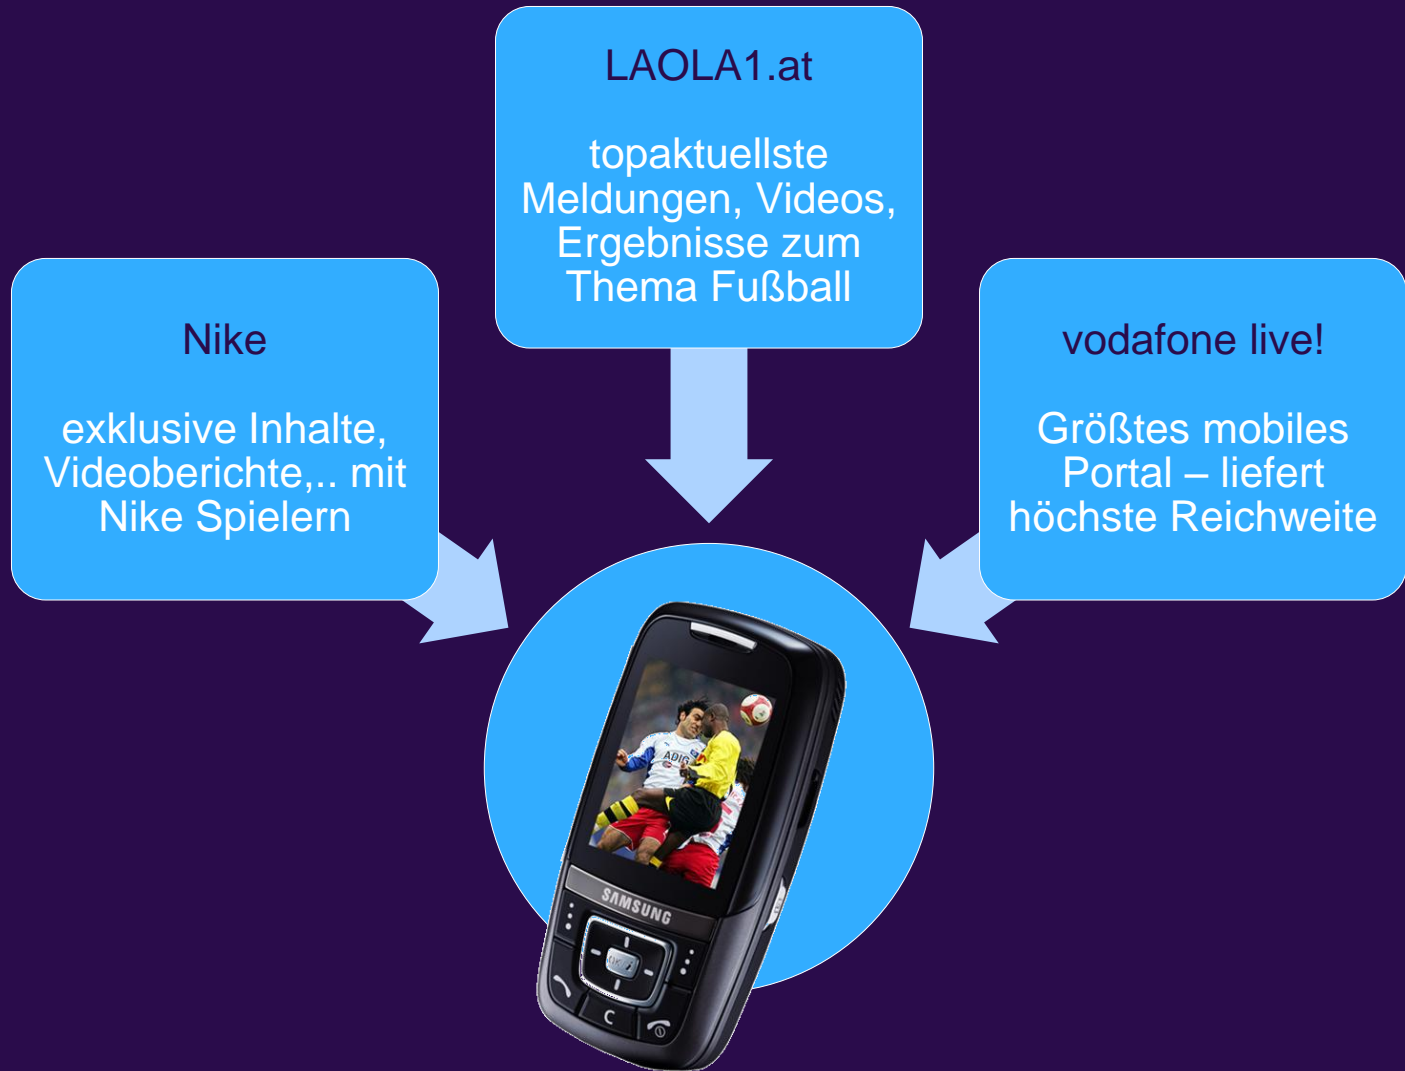 LAOLA1.at
topaktuellste
Meldungen, Videos,
Ergebnisse zum
Thema Fußball
Nike
exklusive Inhalte,
Videoberichte,.. mit
Nike Spielern
vodafone live!
Größtes mobiles
Portal – liefert
höchste Reichweite
ADIG
SAMSUNG
C